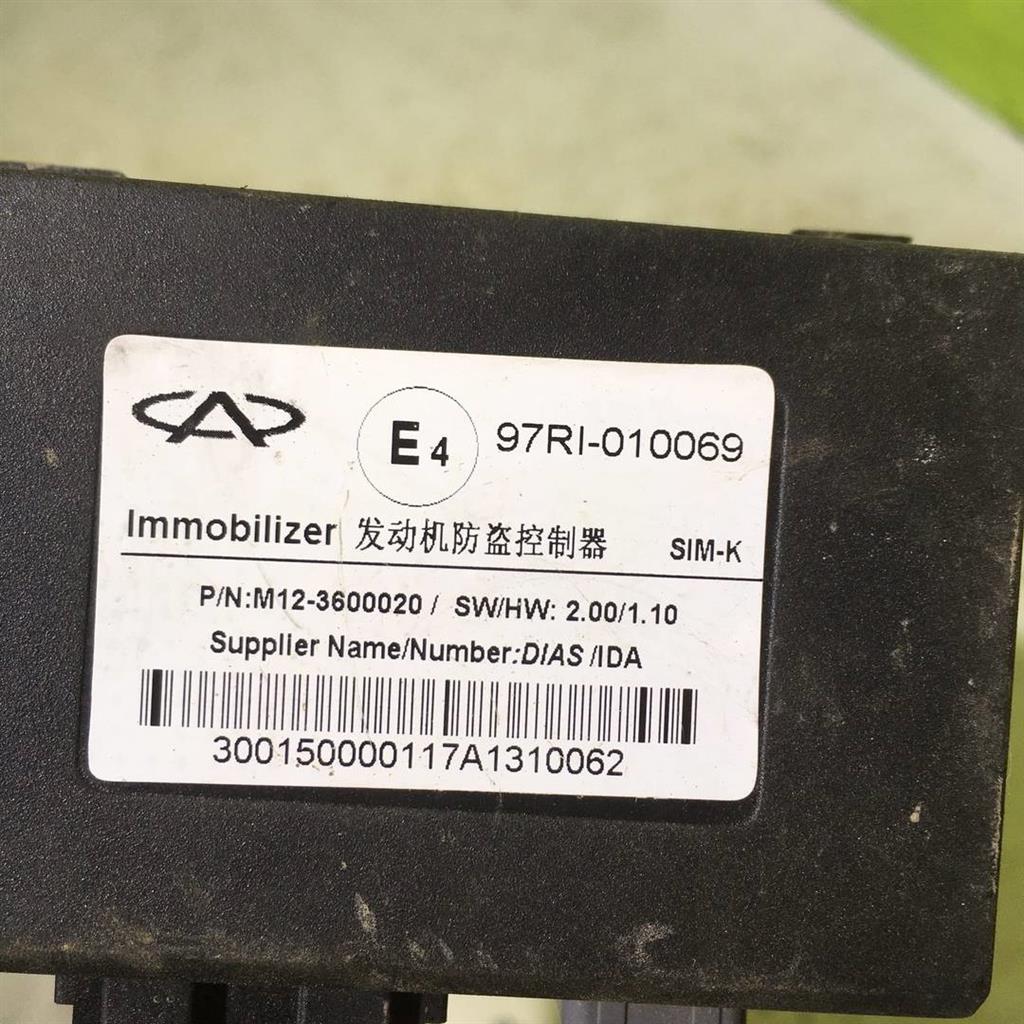 E4 97RI-010069
Immobilizer 发动机防盗控制器 SIM-K
P/N:M12-3600020 / SW/HW: 2.00/1.10
Supplier Name/Number:DIAS /IDA
300150000117A1310062